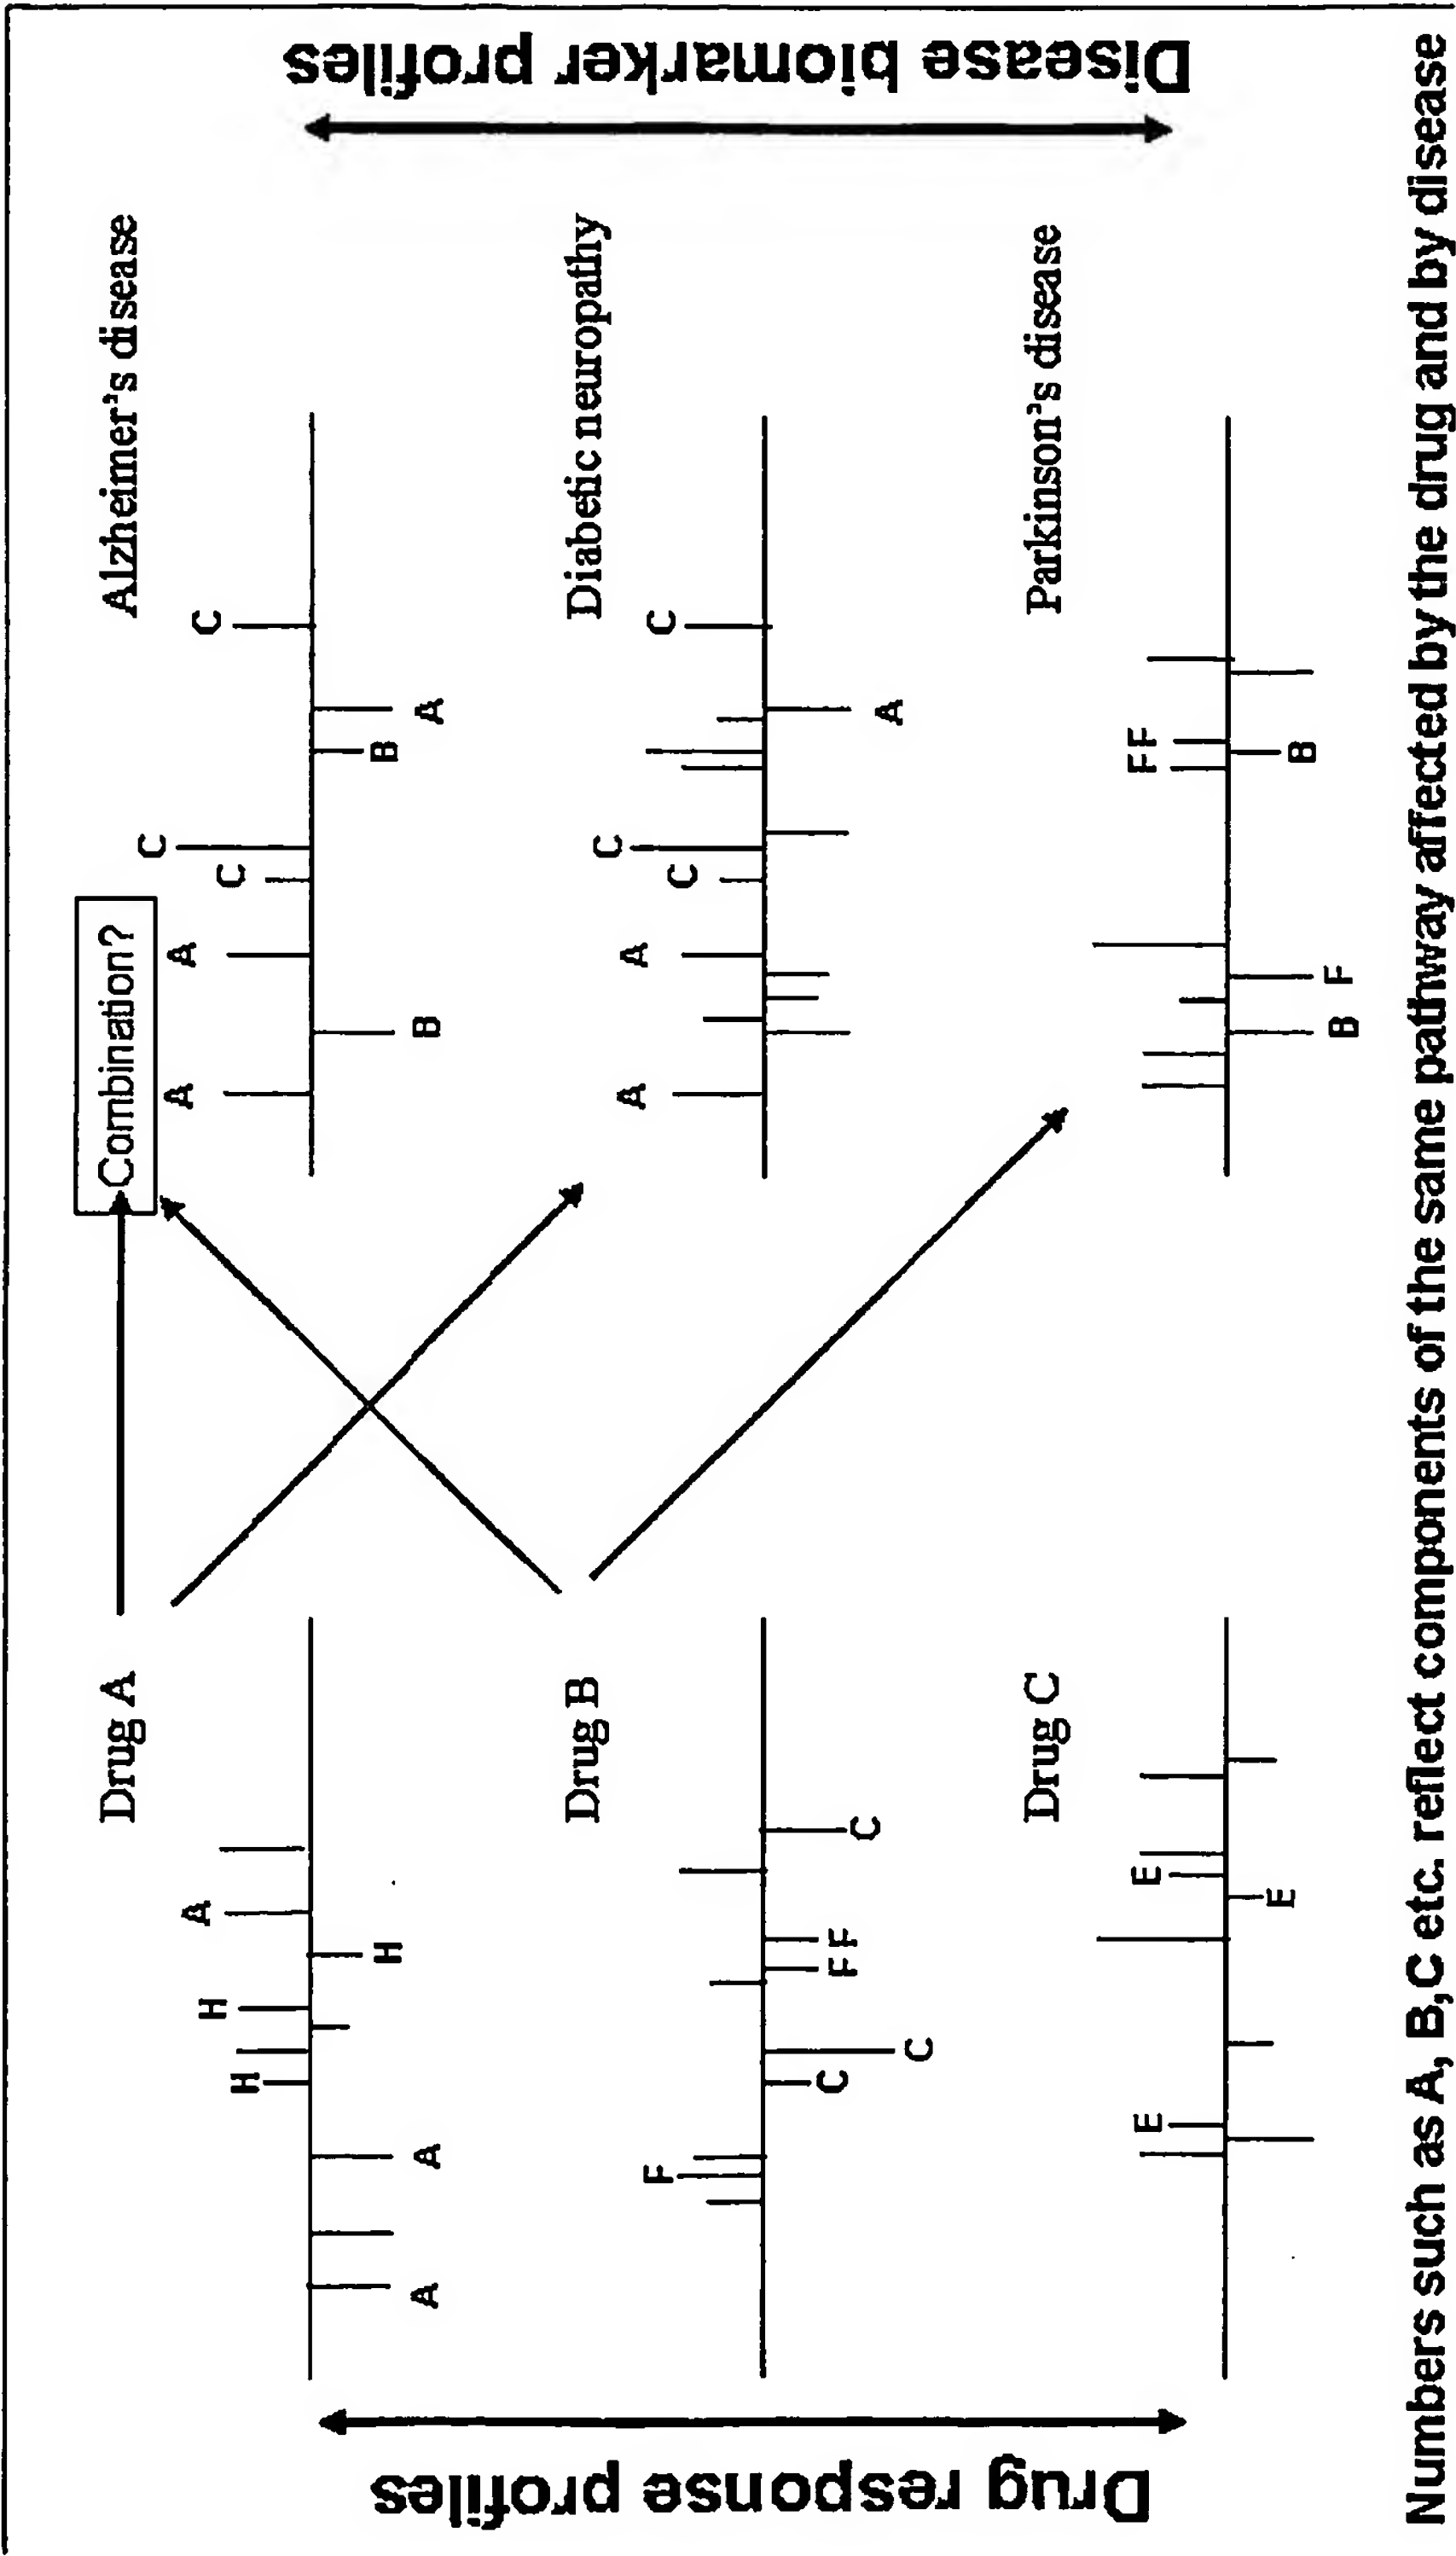 Drug response profiles
Disease biomarker profiles
Drug A
Combination?
Alzheimer's disease
H H A
A A C C C
A A H
B B A
Drug B
Diabetic neuropathy
F
A A C C C
C C F F C
A
Drug C
Parkinson's disease
E E
F F
E
B F B
Numbers such as A, B,C etc. reflect components of the same pathway affected by the drug and by disease